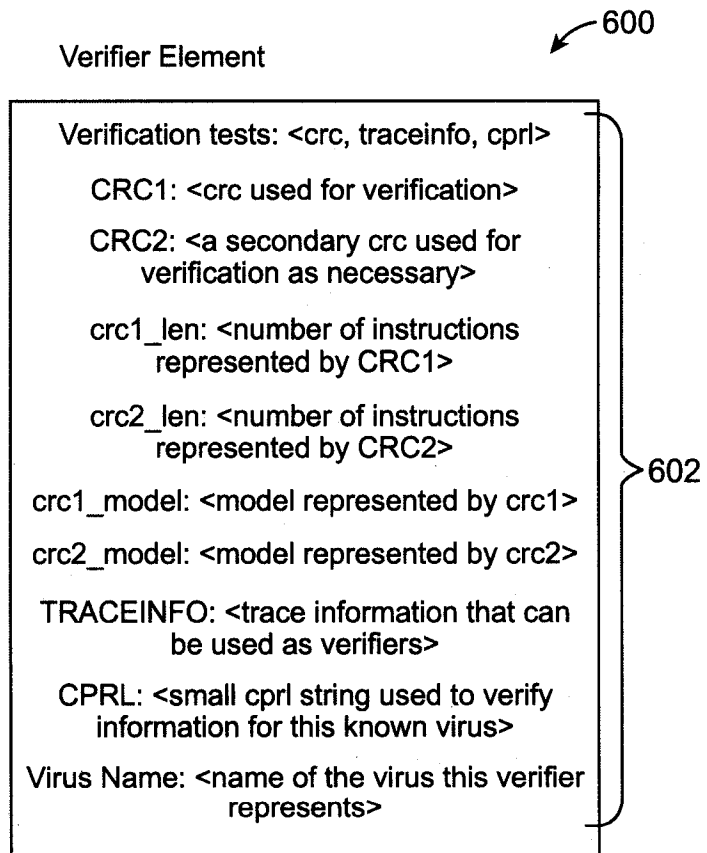 600
Verifier Element
Verification tests: <crc, traceinfo, cprl>
CRC1: <crc used for verification>
CRC2: <a secondary crc used for
verification as necessary>
crc1_len: <number of instructions
represented by CRC1>
crc2_len: <number of instructions
represented by CRC2>
602
crc1_model: <model represented by crc1>
crc2_model: <model represented by crc2>
TRACEINFO: <trace information that can
be used as verifiers>
CPRL: <small cprl string used to verify
information for this known virus>
Virus Name: <name of the virus this verifier
represents>